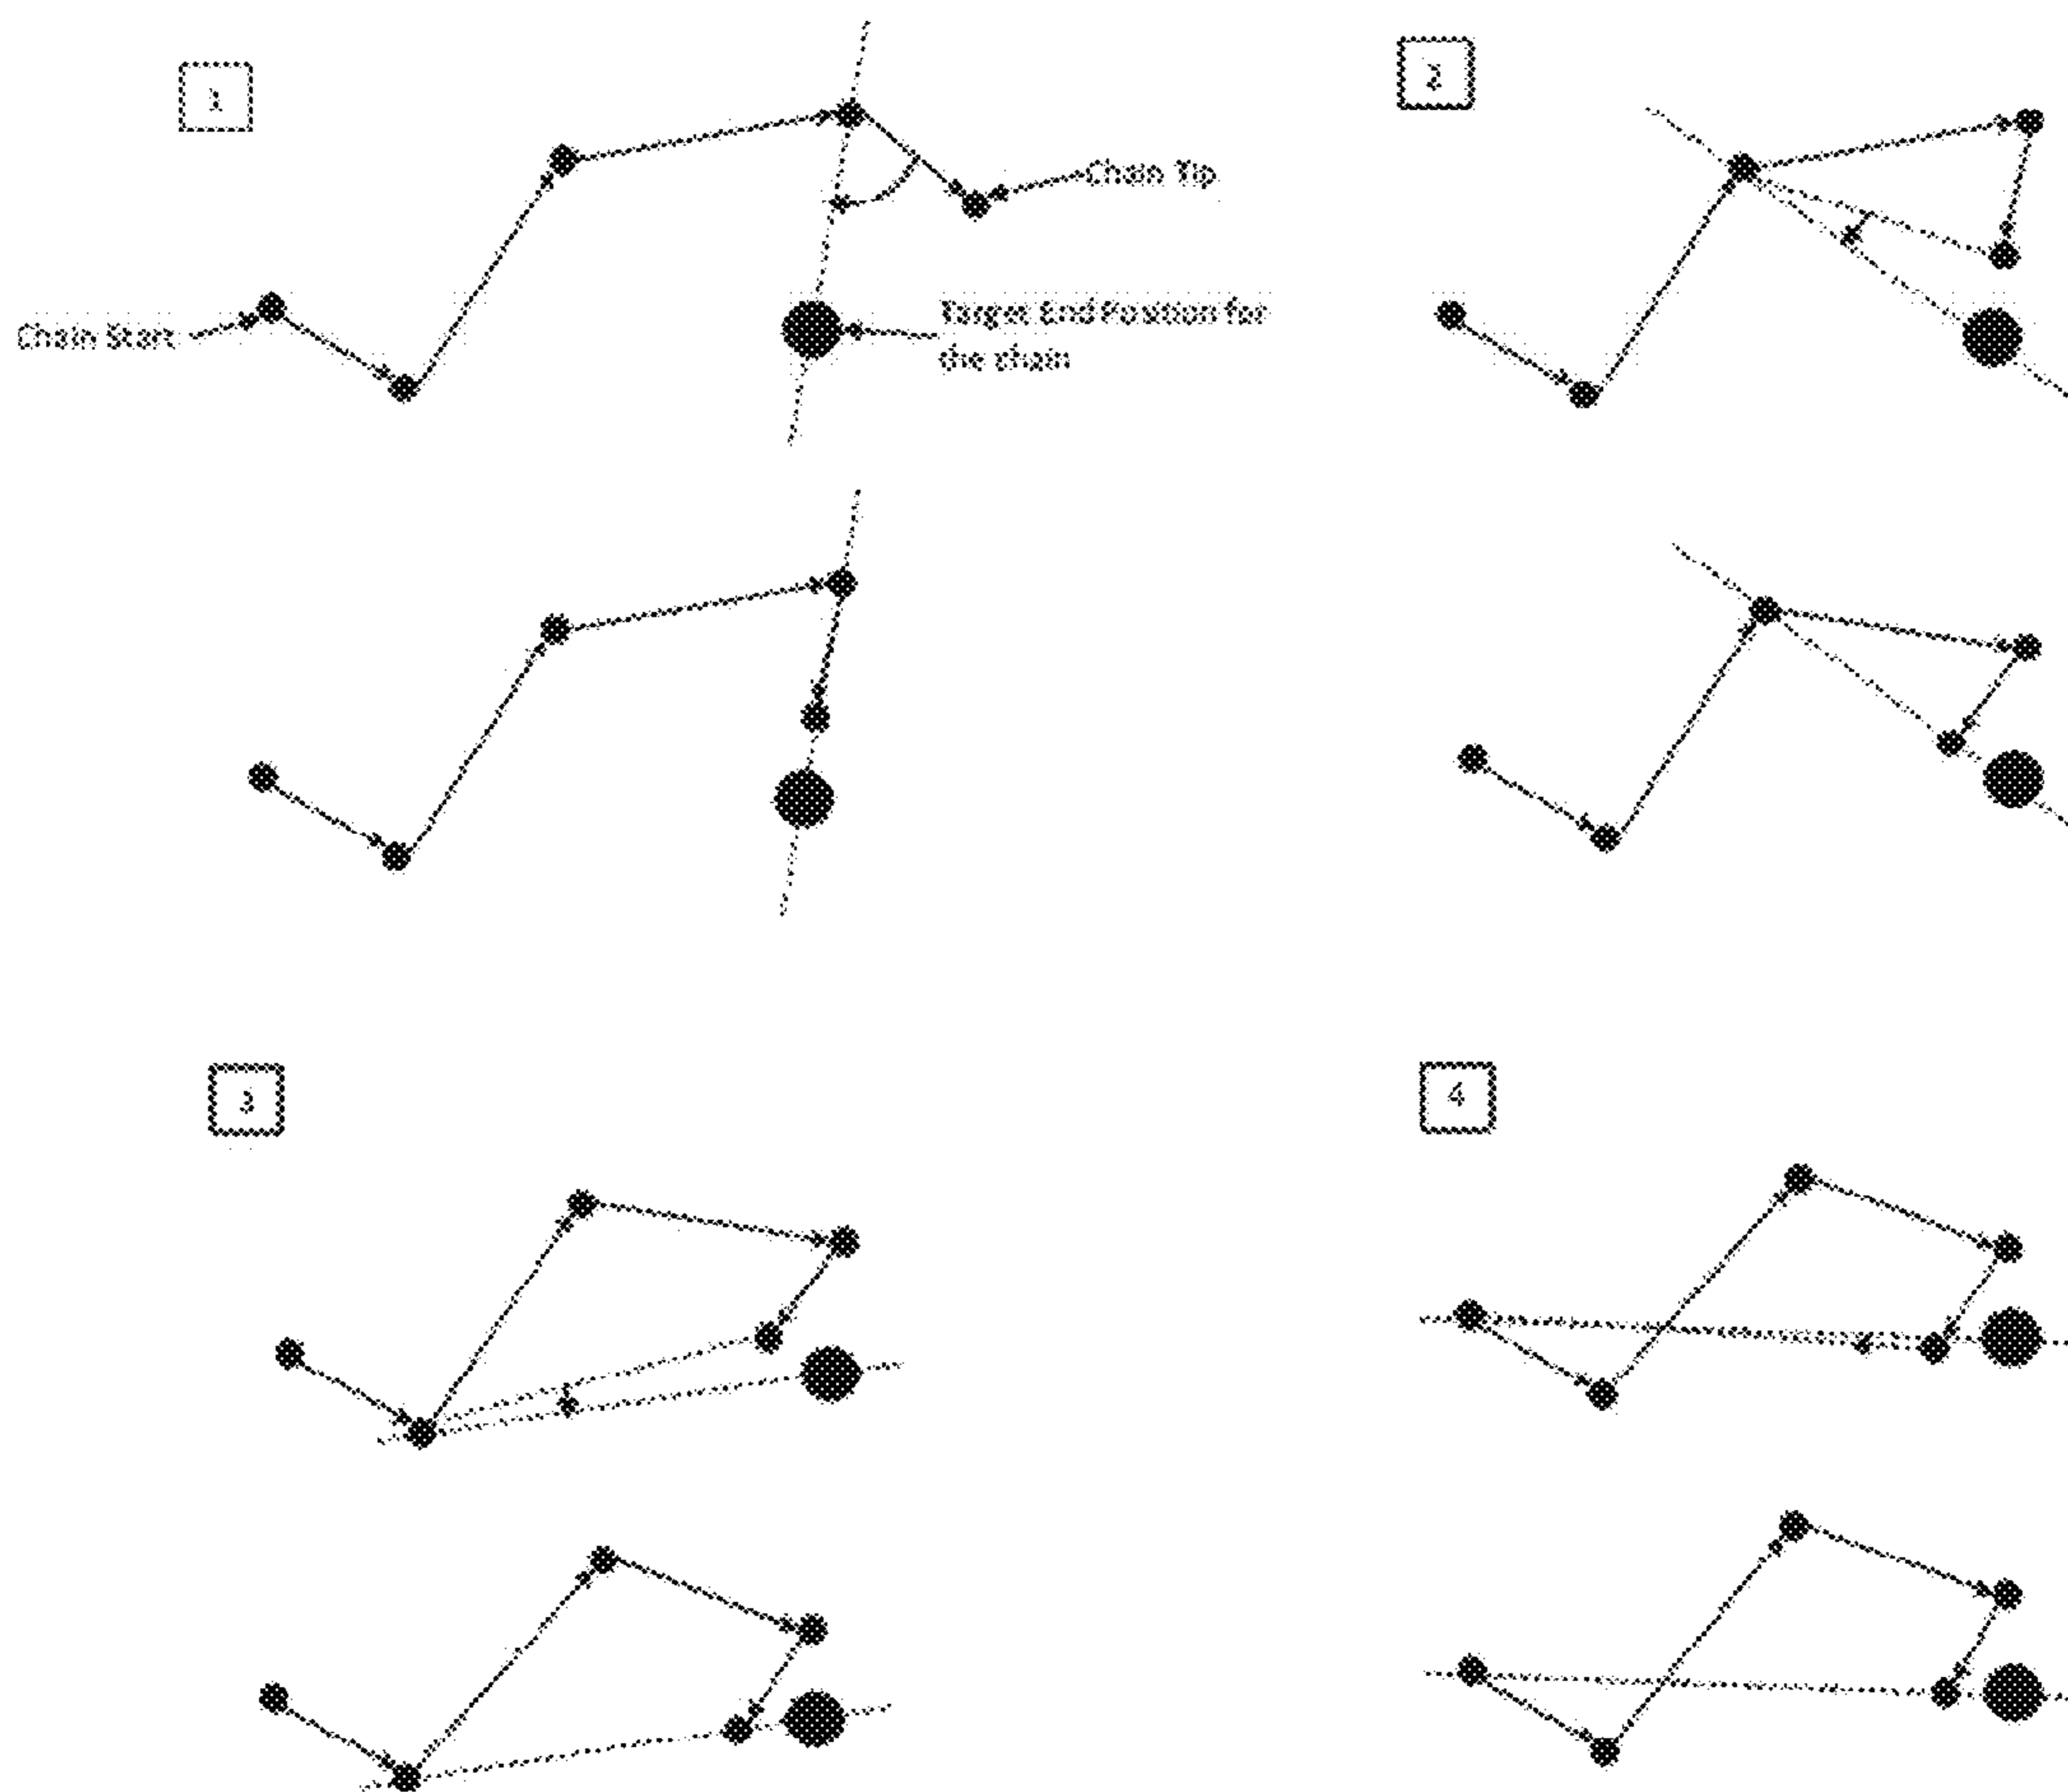 1
2
Chain Tip
Chain Start
Target End Position for
the chain
3
4